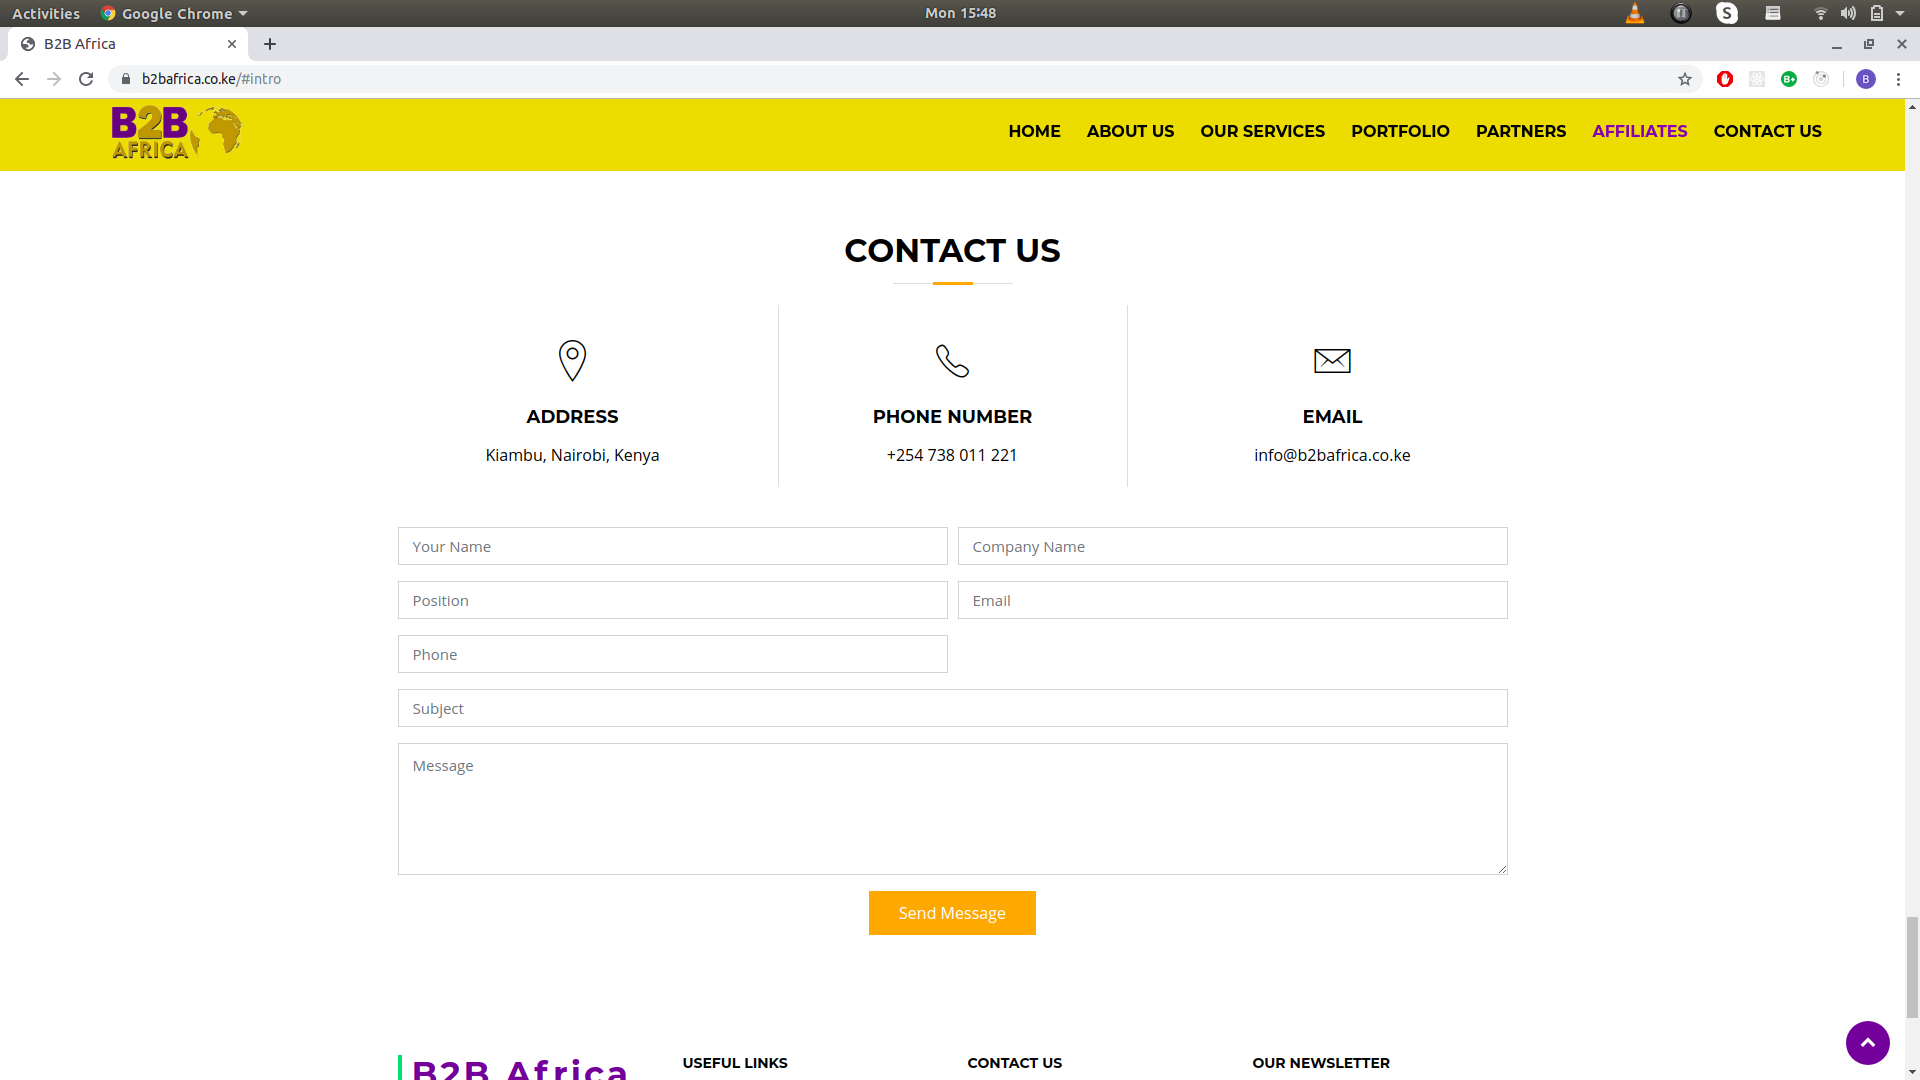 Activities
Google Chrome
Mon 15:48
B2B Africa
b2bafrica.co.ke/#intro
B2B
AFRICA
HOME
ABOUT US
OUR SERVICES
PORTFOLIO
PARTNERS
AFFILIATES
CONTACT US
CONTACT US
ADDRESS
PHONE NUMBER
EMAIL
Kiambu, Nairobi, Kenya
+254 738 011 221
info@b2bafrica.co.ke
Your Name
Company Name
Position
Email
Phone
Subject
Message
Send Message
B2B Africa
USEFUL LINKS
CONTACT US
OUR NEWSLETTER